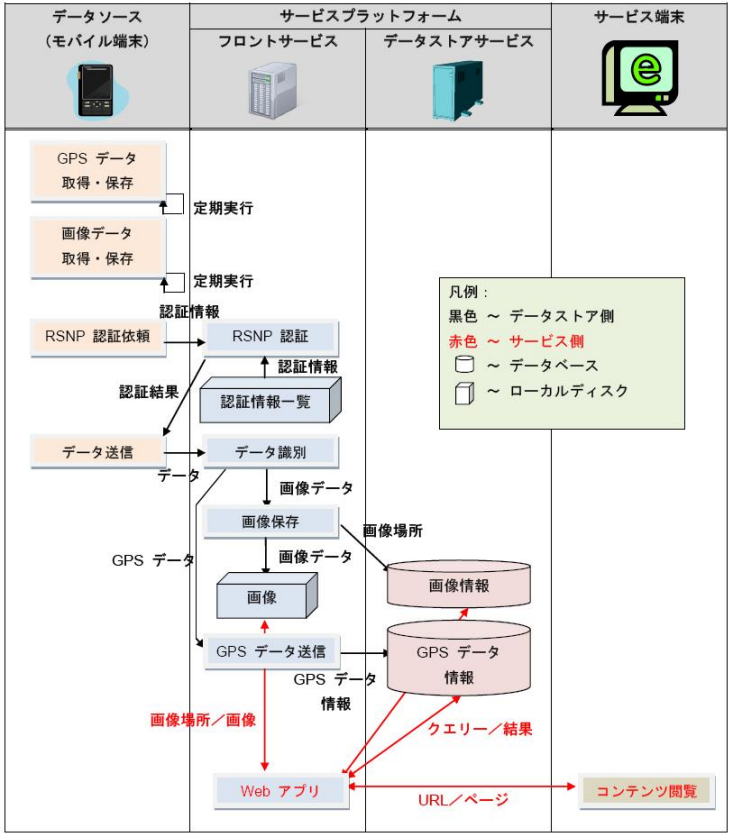 データソース
(モバイル端末)
サービスプラットフォーム
フロントサービス
データストアサービス
サービス端末
e
GPS データ
取得・保存
定期実行
画像データ
取得・保存
定期実行
凡例：
黒色 ～ データストア側
赤色 ～ サービス側
～ データベース
～ ローカルディスク
認証情報
RSNP 認証依頼
RSNP 認証
認証情報
認証結果
認証情報一覧
データ送信
データ識別
データ
画像データ
画像保存
画像場所
GPS データ
画像データ
画像情報
画像
GPS データ送信
GPS データ
情報
GPS データ
情報
画像場所／画像
クエリー／結果
Web アプリ
URL／ページ
コンテンツ閲覧